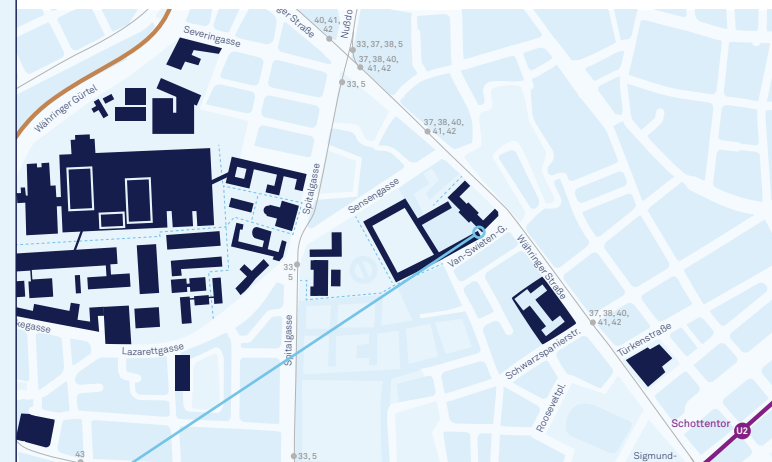 ger Straße
40, 41,
42
Nußdo
33, 37, 38, 5
37, 38, 40,
41, 42
33, 5
Severingasse
Währinger Gürtel
37, 38, 40,
41, 42
Spitalgasse
Sensengasse
Van-Swieten-G.
Währinger Straße
33,
5
37, 38, 40,
41, 42
kegasse
Lazarettgasse
Spitalgasse
Schwarzspanierstr.
Türkenstraße
Rooseveltpl.
Schottentor
U2
43
33, 5
Sigmund-